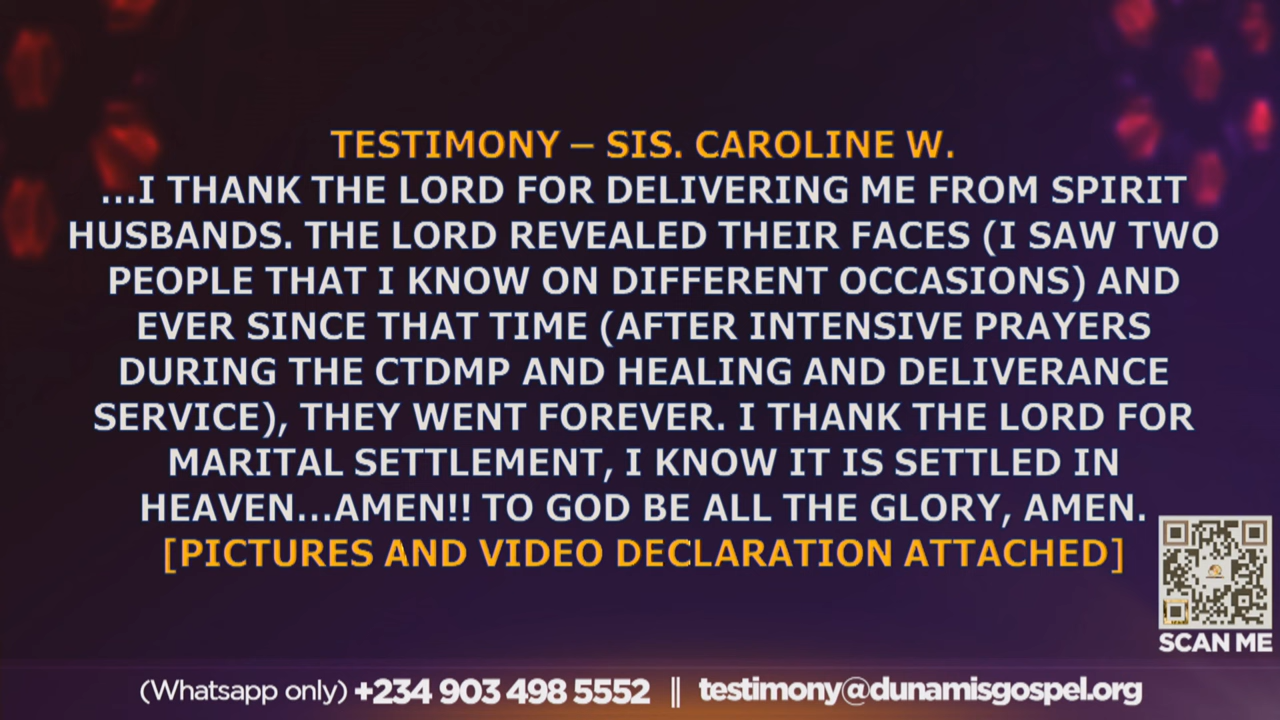 TESTIMONY – SIS. CAROLINE W.
...I THANK THE LORD FOR DELIVERING ME FROM SPIRIT
HUSBANDS. THE LORD REVEALED THEIR FACES (I SAW TWO
PEOPLE THAT I KNOW ON DIFFERENT OCCASIONS) AND
EVER SINCE THAT TIME (AFTER INTENSIVE PRAYERS
DURING THE CTDMP AND HEALING AND DELIVERANCE
SERVICE), THEY WENT FOREVER. I THANK THE LORD FOR
MARITAL SETTLEMENT, I KNOW IT IS SETTLED IN
HEAVEN...AMEN!! TO GOD BE ALL THE GLORY, AMEN.
[PICTURES AND VIDEO DECLARATION ATTACHED]
SCAN ME
(Whatsapp only) +234 903 498 5552 || testimony@dunamisgospel.org